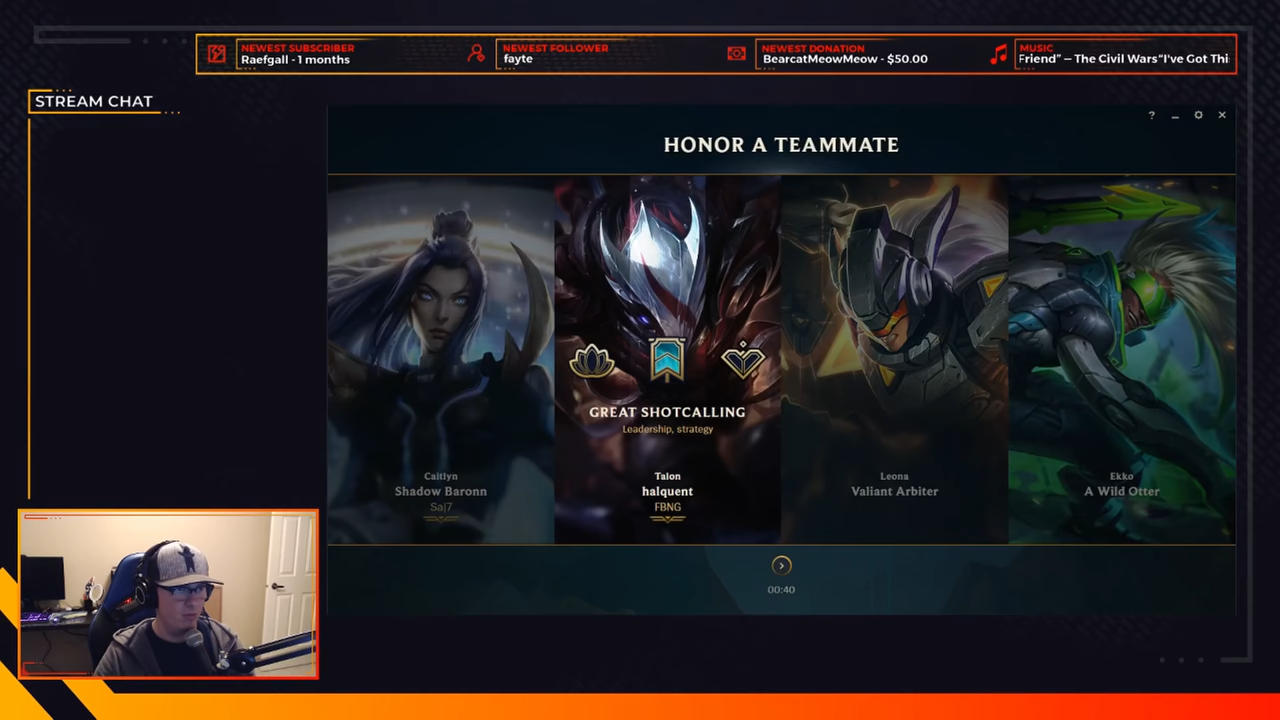 NEWEST SUBSCRIBER
Raefgall - 1 months
NEWEST FOLLOWER
fayte
NEWEST DONATION
BearcatMeowMeow - $50.00
MUSIC
Friend" – The Civil Wars"I've Got Thi
STREAM CHAT
?
HONOR A TEAMMATE
GREAT SHOTCALLING
Leadership, strategy
Caitlyn
Shadow Baronn
Sa|7
Talon
halquent
FBNG
Leona
Valiant Arbiter
Ekko
A Wild Otter
00:40